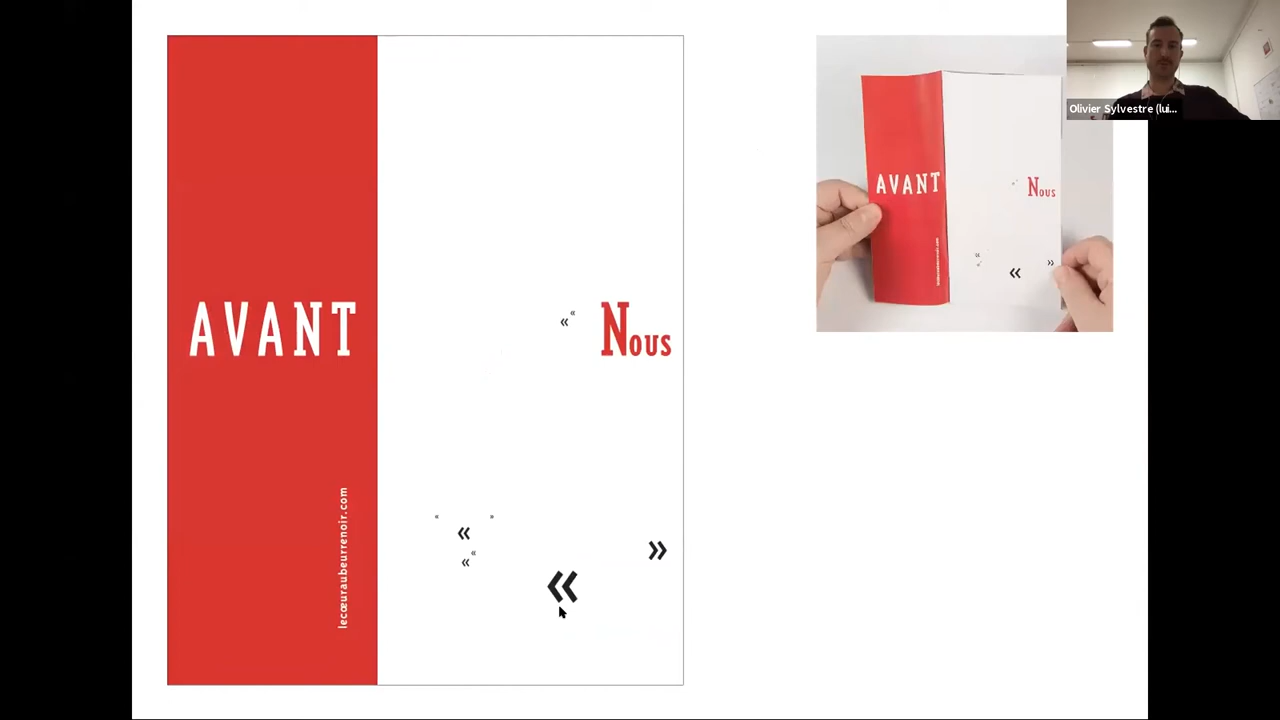 AVANT
« «
Nous
« »
«
« «
»
«
lecœuraubeurrenoir.com
AVANT
Nous
«
»
Olivier Sylvestre (lui...